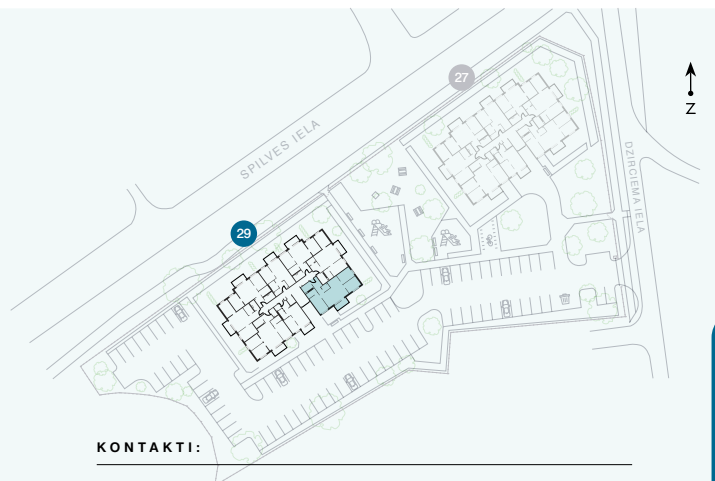 27
Z
SPILVES IELA
DZIRCIEMA IELA
29
KONTAKTI: